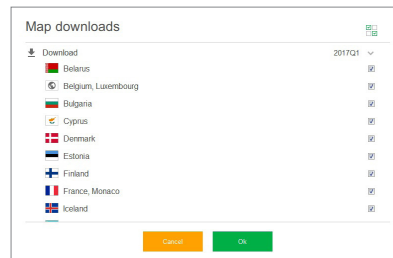 Map downloads
Download 2017Q1
Belarus
Belgium, Luxembourg
Bulgaria
Cyprus
Denmark
Estonia
Finland
France, Monaco
Iceland
Cancel Ok